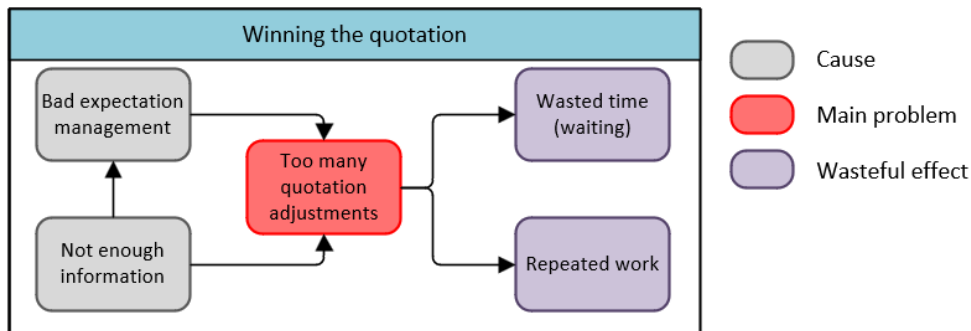 Winning the quotation
Bad expectation
management
Not enough
information
Too many
quotation
adjustments
Wasted time
(waiting)
Repeated work
Cause
Main problem
Wasteful effect